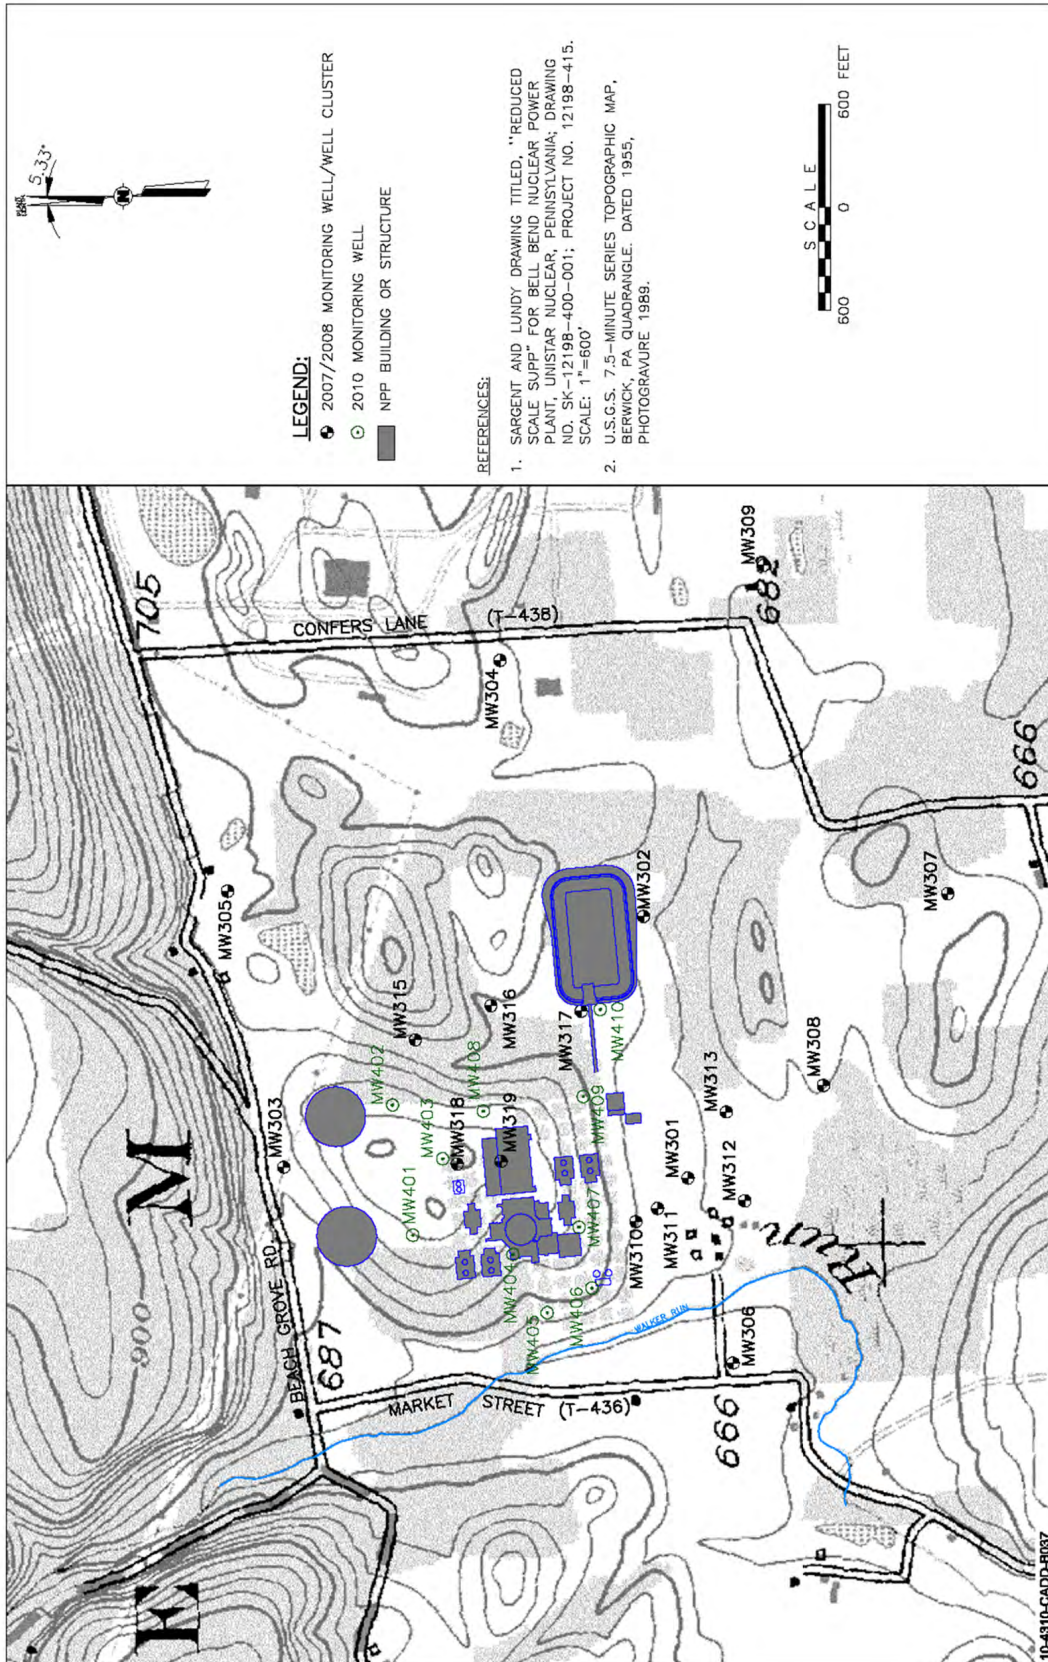 5.33°
N
LEGEND:
2007/2008 MONITORING WELL/WELL CLUSTER
2010 MONITORING WELL
NPP BUILDING OR STRUCTURE
REFERENCES:
1. SARGENT AND LUNDY DRAWING TITLED, "REDUCED
SCALE SUPP" FOR BELL BEND NUCLEAR POWER
PLANT, UNISTAR NUCLEAR, PENNSYLVANIA; DRAWING
NO. SK-12198-400-001; PROJECT NO. 12198-415.
SCALE: 1"=600'
2. U.S.G.S. 7.5-MINUTE SERIES TOPOGRAPHIC MAP,
BERWICK, PA QUADRANGLE. DATED 1955,
PHOTOGRAVURE 1989.
SCALE
600 0 600 FEET
705
CONFERS LANE (T-438)
MW309
682
MW304
666
MW305
MW302
MW307
MW315
MW316
MW317
MW410
MW402
MW408
MW303
MW403
MW318
MW319
MW409
MW313
MW308
M
MW401
MW301
MW312
MW407
MW310
MW311
MW404
MW405
MW406
Run
WALKER RUN
MW306
900
BEACH GROVE RD.
687
MARKET STREET (T-436)
666
E
10-4310-CADD-B037